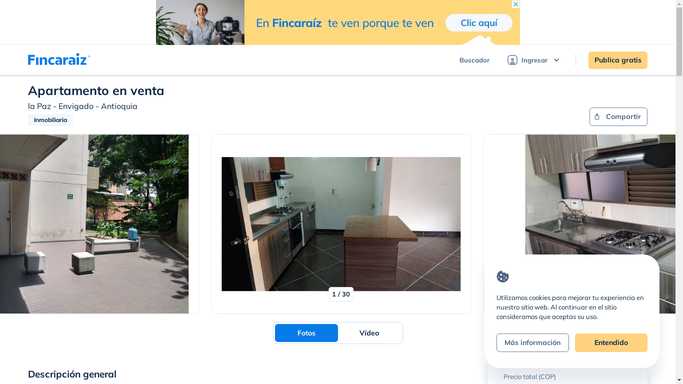 En Fincaraíz te ven porque te ven
Clic aquí
Fincaraiz
Buscador
Ingresar
Publica gratis
Apartamento en venta
la Paz - Envigado - Antioquia
Inmobiliaria
Compartir
1 / 30
Fotos
Video
Utilizamos cookies para mejorar tu experiencia en
nuestro sitio web. Al continuar en el sitio
consideramos que aceptas su uso.
Más información
Entendido
Descripción general
Precio total (COP)